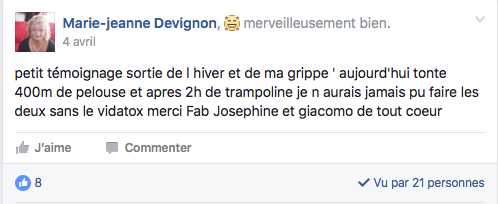 Marie-jeanne Devignon, merveilleusement bien.
4 avril
petit témoignage sortie de l hiver et de ma grippe ' aujourd'hui tonte
400m de pelouse et apres 2h de trampoline je n aurais jamais pu faire les
deux sans le vidatox merci Fab Josephine et giacomo de tout coeur
J'aime Commenter
8 Vu par 21 personnes